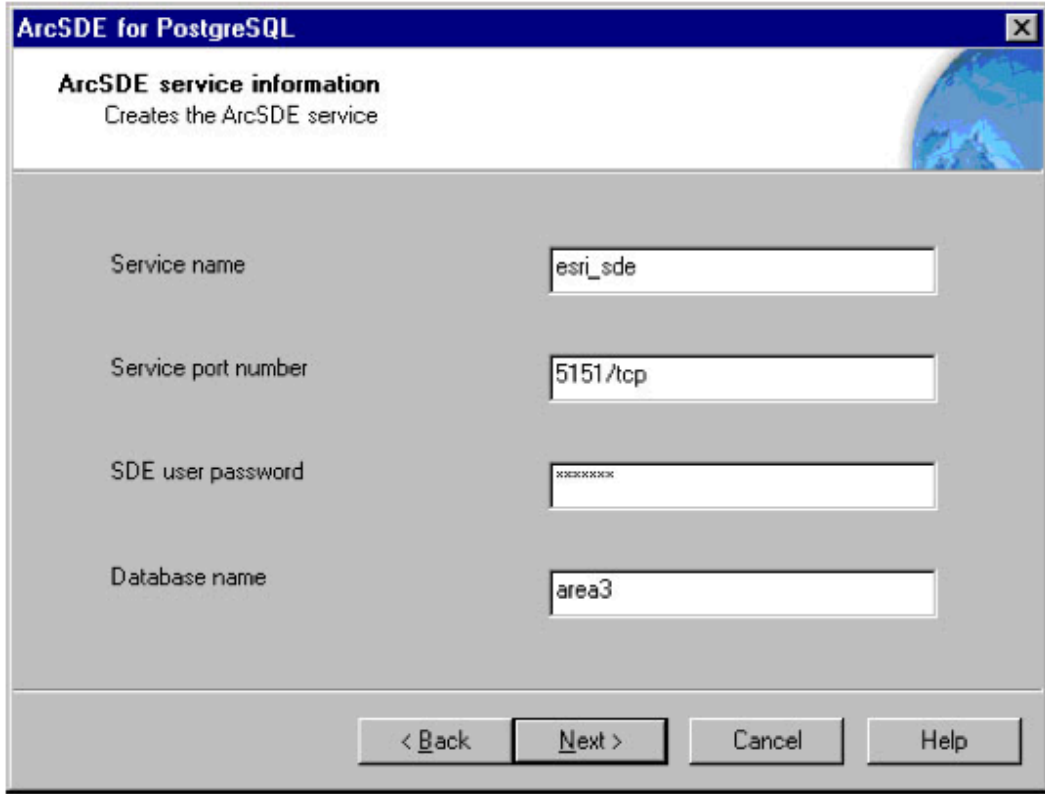 ArcSDE for PostgreSQL
ArcSDE service information
Creates the ArcSDE service
Service name
esri_sde
Service port number
5151/tcp
SDE user password
*******
Database name
area3
< Back
Next >
Cancel
Help